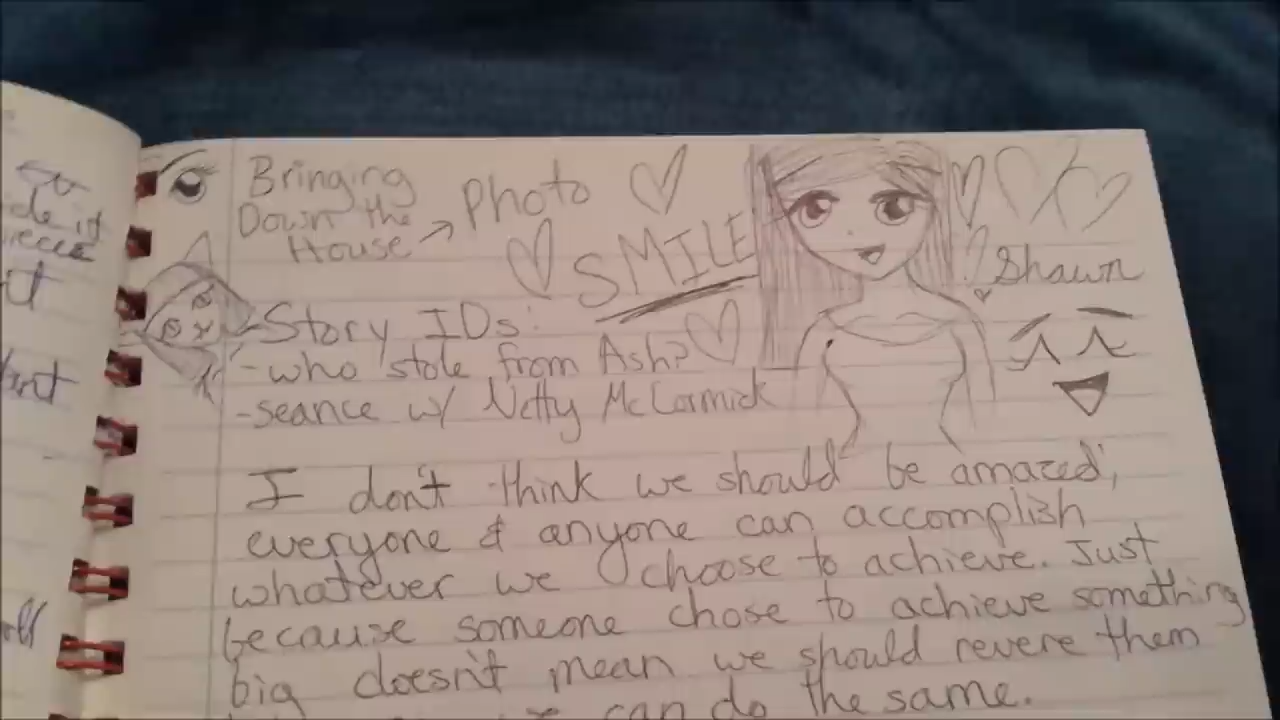 Bringing
Down the
House → Photo
SMILE
Shawn
Story IDs:
-who stole from Ash?
-seance w/ Netty McCormick
I don't think we should be amazed,
everyone & anyone can accomplish
whatever we choose to achieve. Just
because someone chose to achieve something
big doesn't mean we should revere them
can do the same.